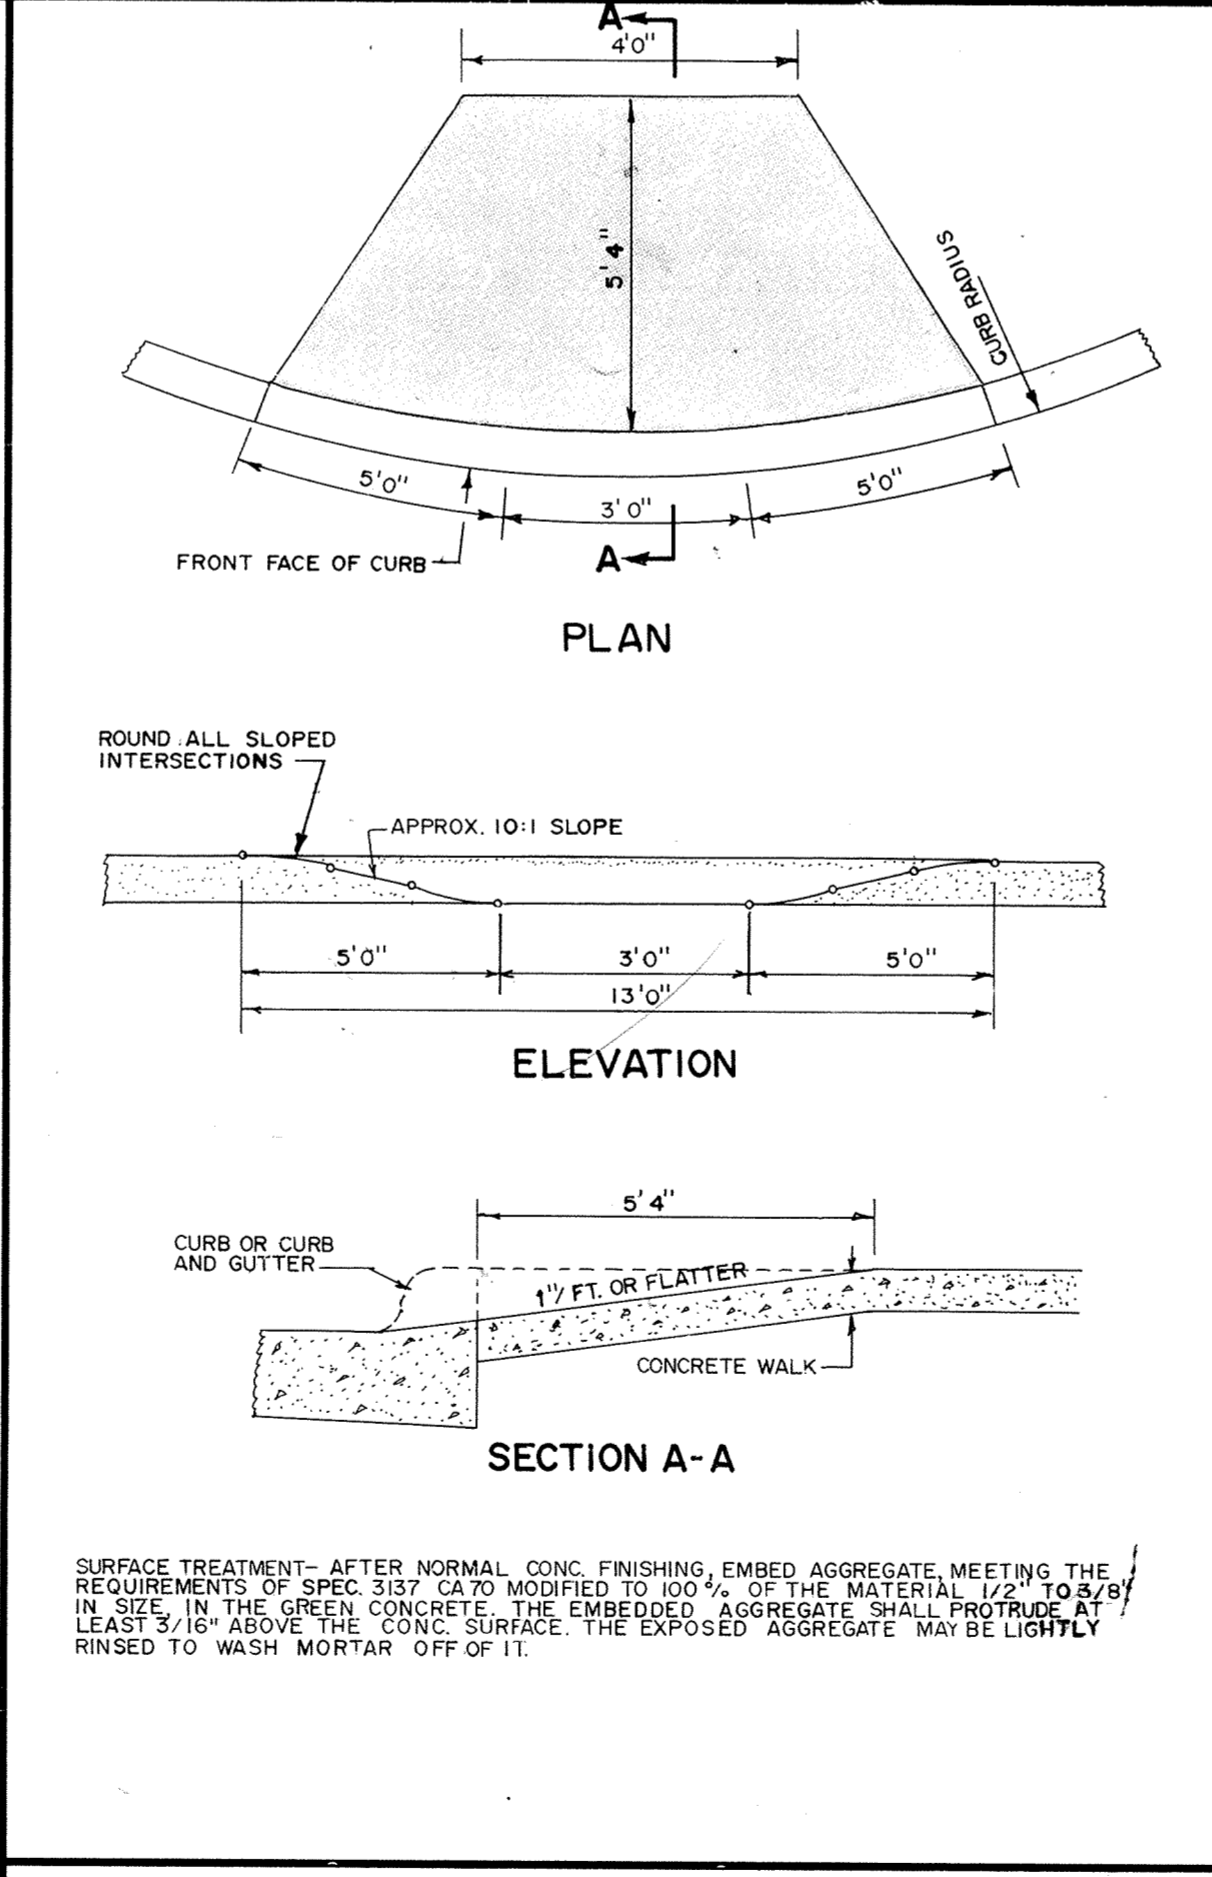 A
4'0"
5'4"
CURB RADIUS
5'0"
3'0"
5'0"
A
FRONT FACE OF CURB
PLAN
ROUND ALL SLOPED
INTERSECTIONS
APPROX. 10:1 SLOPE
5'0"
3'0"
5'0"
13'0"
ELEVATION
5'4"
CURB OR CURB
AND GUTTER
1"/FT. OR FLATTER
CONCRETE WALK
SECTION A-A
SURFACE TREATMENT- AFTER NORMAL CONC. FINISHING, EMBED AGGREGATE, MEETING THE
REQUIREMENTS OF SPEC. 3137 CA70 MODIFIED TO 100% OF THE MATERIAL 1/2" TO 3/8"
IN SIZE, IN THE GREEN CONCRETE. THE EMBEDDED AGGREGATE SHALL PROTRUDE AT
LEAST 3/16" ABOVE THE CONC. SURFACE. THE EXPOSED AGGREGATE MAY BE LIGHTLY
RINSED TO WASH MORTAR OFF OF IT.